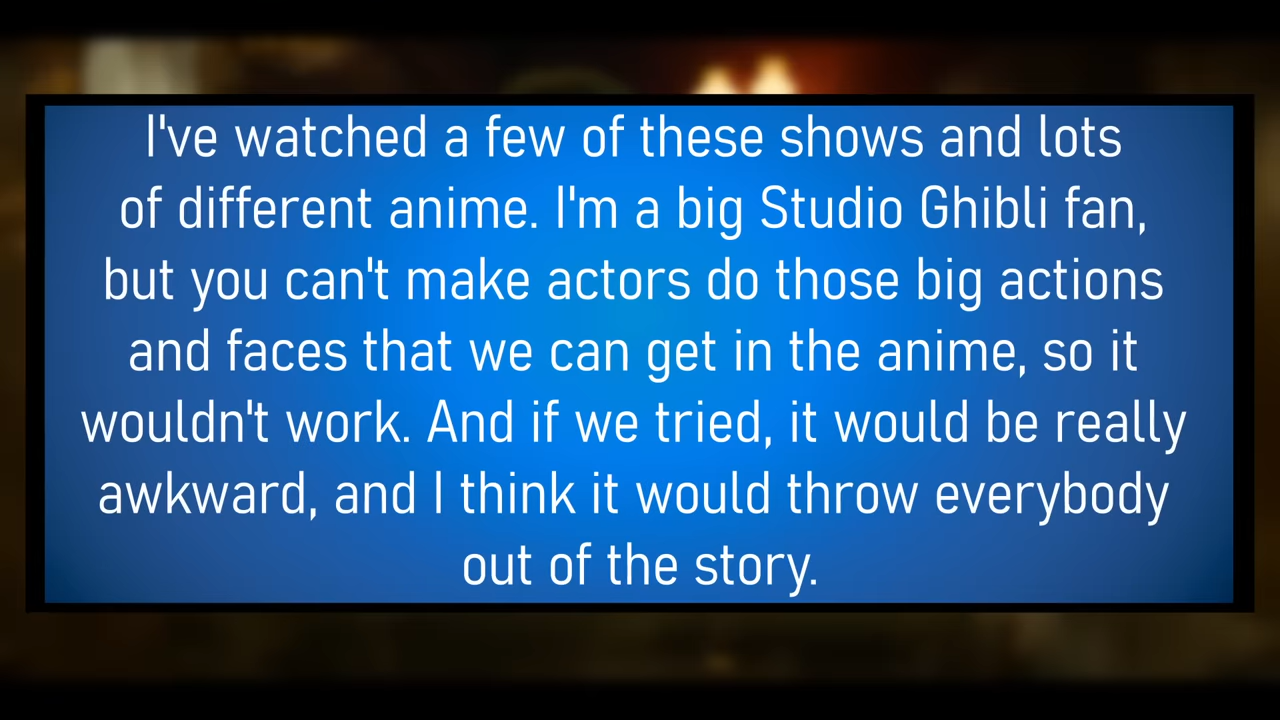 I've watched a few of these shows and lots
of different anime. I'm a big Studio Ghibli fan,
but you can't make actors do those big actions
and faces that we can get in the anime, so it
wouldn't work. And if we tried, it would be really
awkward, and I think it would throw everybody
out of the story.